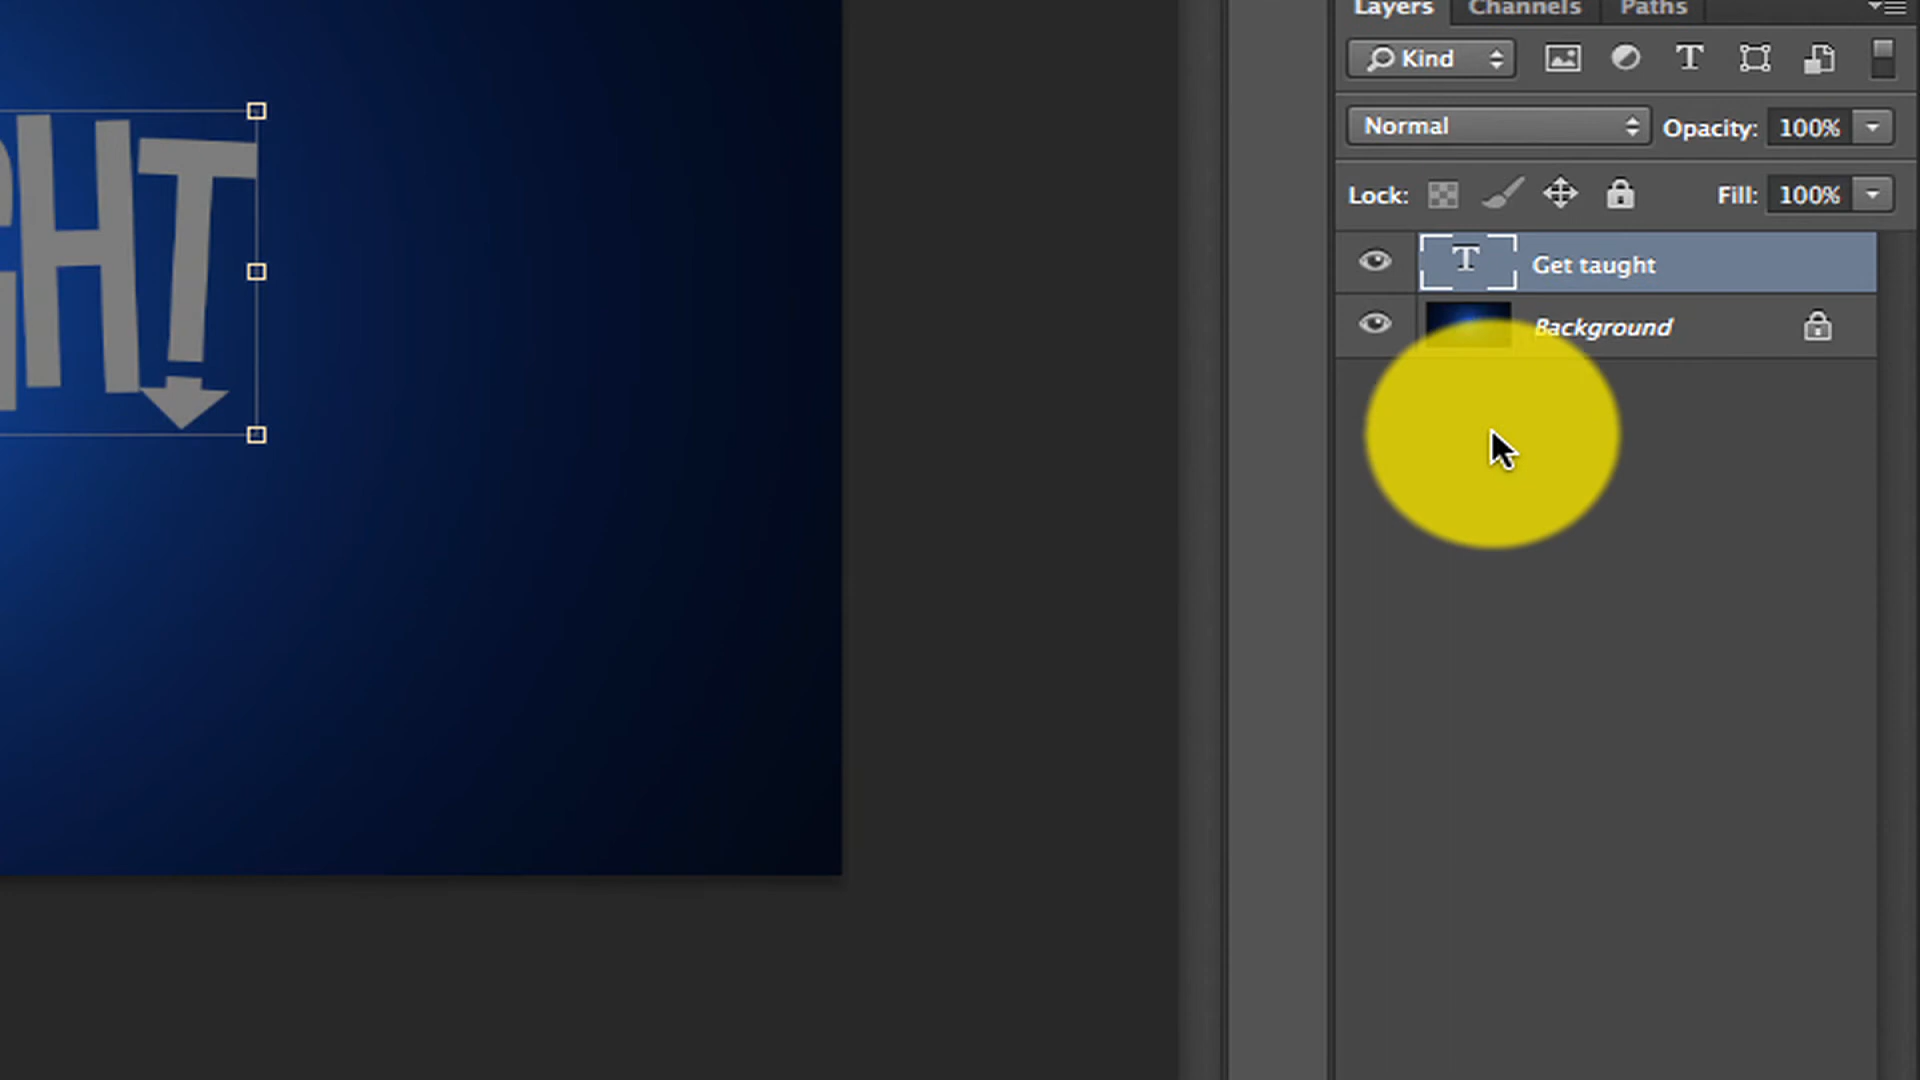 Layers Channels Paths
Kind T
Normal Opacity: 100%
Lock: Fill: 100%
T Get taught
Background
GHT